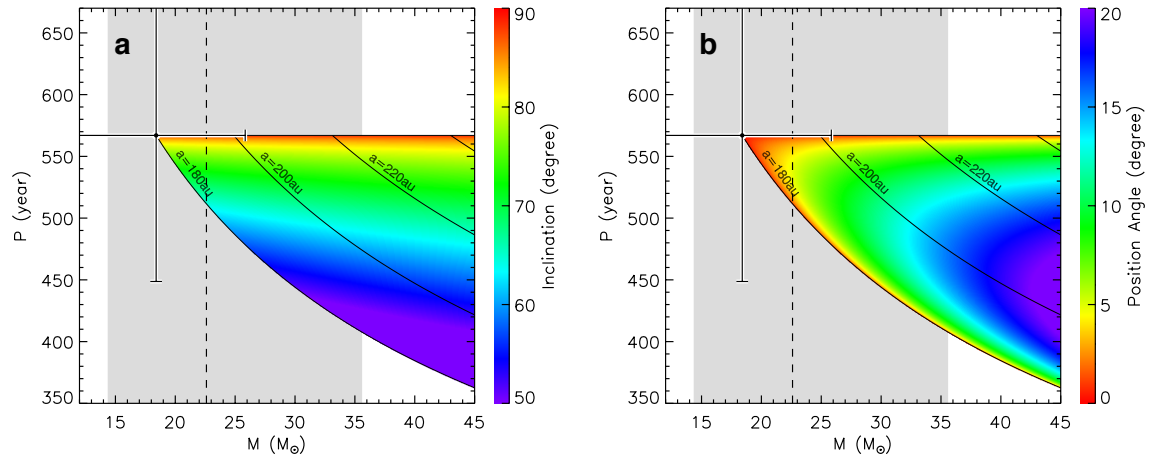 a
650
600
550
500
450
400
350
P (year)
15 20 25 30 35 40 45
M (M⊙)
a=180au
a=200au
a=220au
90
80
70
60
50
Inclination (degree)
b
650
600
550
500
450
400
350
P (year)
15 20 25 30 35 40 45
M (M⊙)
a=180au
a=200au
a=220au
20
15
10
5
0
Position Angle (degree)